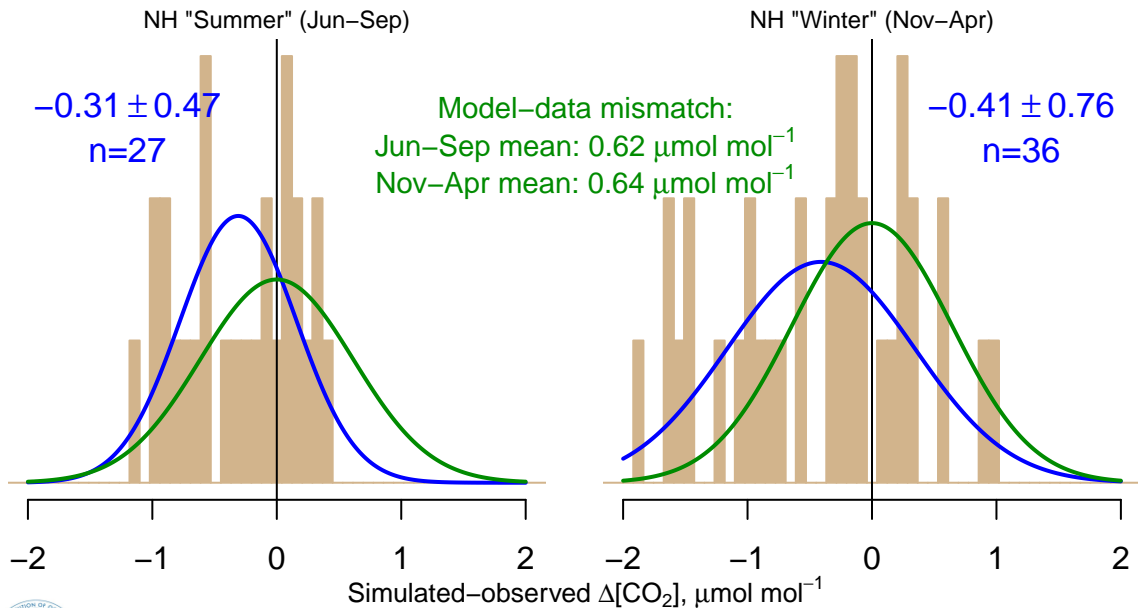 NH "Summer" (Jun−Sep)
−0.31 ± 0.47
n=27
Model−data mismatch:
Jun−Sep mean: 0.62 μmol mol⁻¹
Nov−Apr mean: 0.64 μmol mol⁻¹
NH "Winter" (Nov−Apr)
−0.41 ± 0.76
n=36
−2 −1 0 1 2
−2 −1 0 1 2
Simulated−observed Δ[CO₂], μmol mol⁻¹